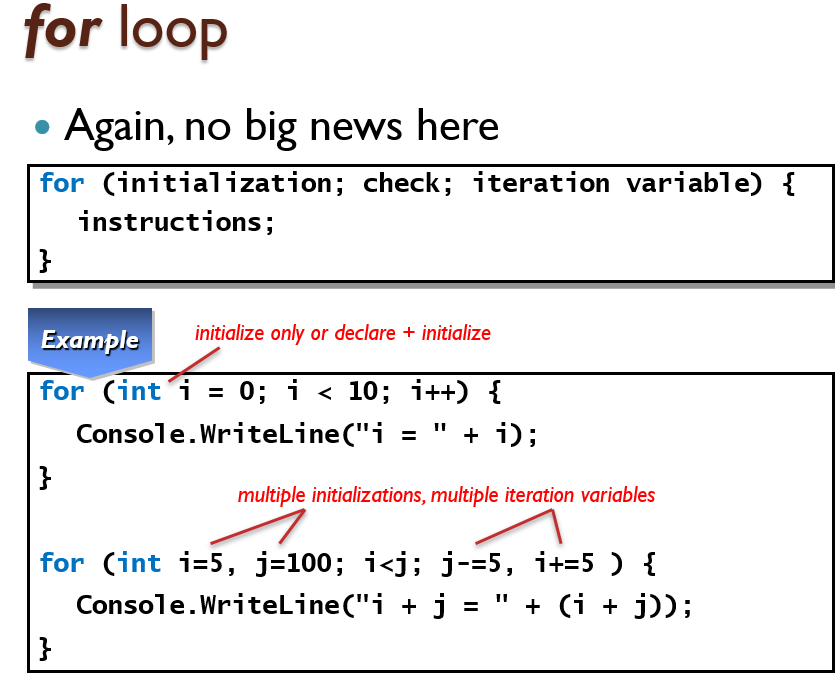 for loop
• Again, no big news here
for (initialization; check; iteration variable) {
instructions;
}
Example
initialize only or declare + initialize
for (int i = 0; i < 10; i++) {
Console.WriteLine("i = " + i);
}
multiple initializations, multiple iteration variables
for (int i=5, j=100; i<j; j-=5, i+=5 ) {
Console.WriteLine("i + j = " + (i + j));
}